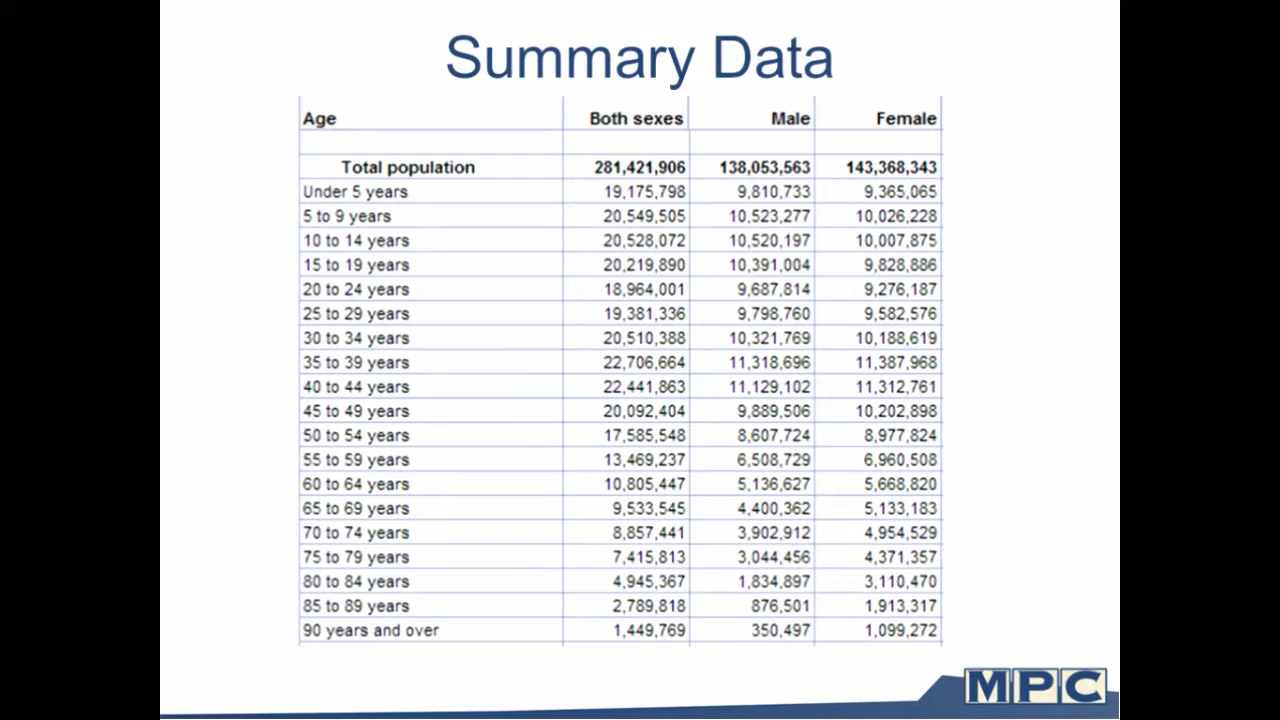 Summary Data
Age Both sexes Male Female
Total population 281,421,906 138,053,563 143,368,343
Under 5 years 19,175,798 9,810,733 9,365,065
5 to 9 years 20,549,505 10,523,277 10,026,228
10 to 14 years 20,528,072 10,520,197 10,007,875
15 to 19 years 20,219,890 10,391,004 9,828,886
20 to 24 years 18,964,001 9,687,814 9,276,187
25 to 29 years 19,381,336 9,798,760 9,582,576
30 to 34 years 20,510,388 10,321,769 10,188,619
35 to 39 years 22,706,664 11,318,696 11,387,968
40 to 44 years 22,441,863 11,129,102 11,312,761
45 to 49 years 20,092,404 9,889,506 10,202,898
50 to 54 years 17,585,548 8,607,724 8,977,824
55 to 59 years 13,469,237 6,508,729 6,960,508
60 to 64 years 10,805,447 5,136,627 5,668,820
65 to 69 years 9,533,545 4,400,362 5,133,183
70 to 74 years 8,857,441 3,902,912 4,954,529
75 to 79 years 7,415,813 3,044,456 4,371,357
80 to 84 years 4,945,367 1,834,897 3,110,470
85 to 89 years 2,789,818 876,501 1,913,317
90 years and over 1,449,769 350,497 1,099,272
MPC